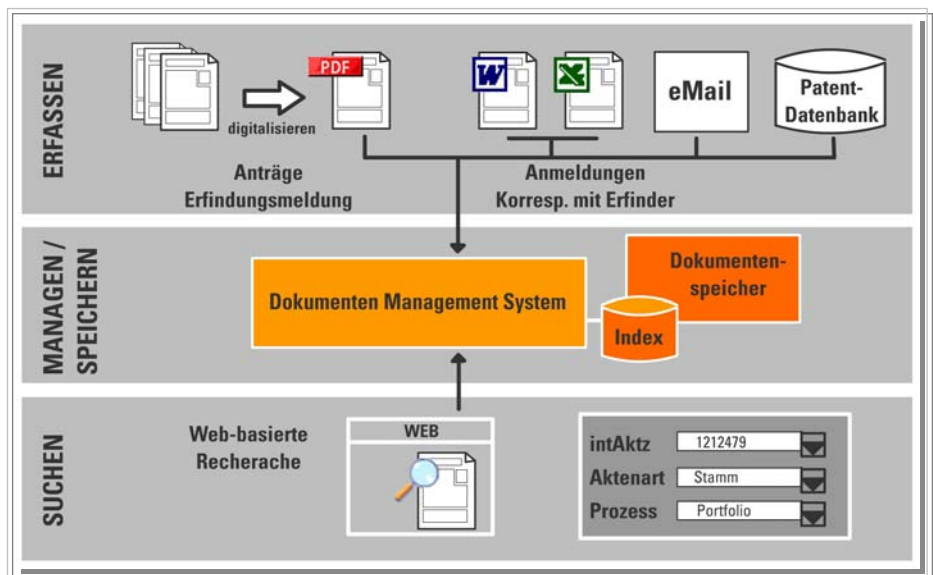 ERFASSEN
PDF
digitalisieren
W
X
eMail
Patent-
Datenbank
Anträge
Erfindungsmeldung
Anmeldungen
Korresp. mit Erfinder
MANAGEN /
SPEICHERN
Dokumenten Management System
Dokumenten-
speicher
Index
SUCHEN
Web-basierte
Recherache
WEB
intAktz
1212479
Aktenart
Stamm
Prozess
Portfolio